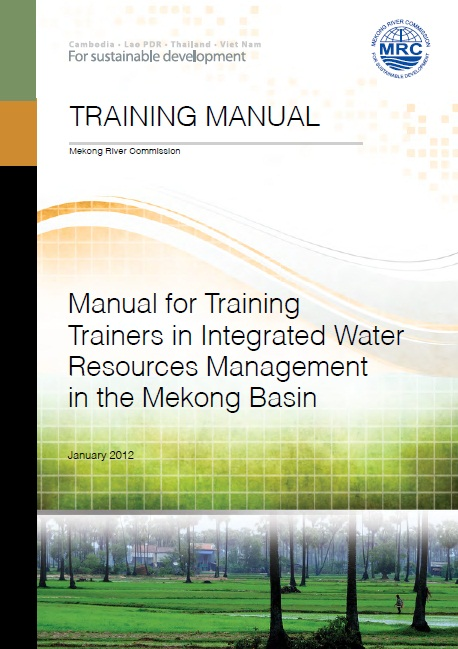 Cambodia • Lao PDR • Thailand • Viet Nam
For sustainable development
MEKONG RIVER COMMISSION
MRC
FOR SUSTAINABLE DEVELOPMENT
TRAINING MANUAL
Mekong River Commission
Manual for Training
Trainers in Integrated Water
Resources Management
in the Mekong Basin
January 2012